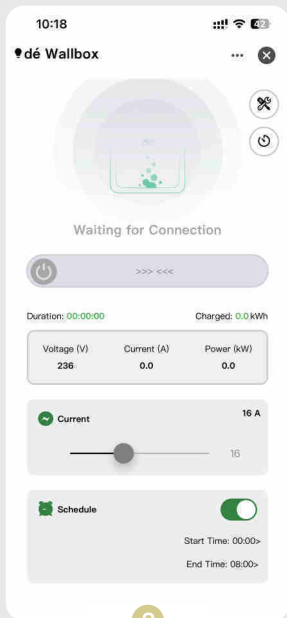 10:18
42
dé Wallbox
Waiting for Connection
>>> <<<
Duration: 00:00:00 Charged: 0.0 kWh
Voltage (V) Current (A) Power (kW)
236 0.0 0.0
Current 16 A
16
Schedule
Start Time: 00:00>
End Time: 08:00>